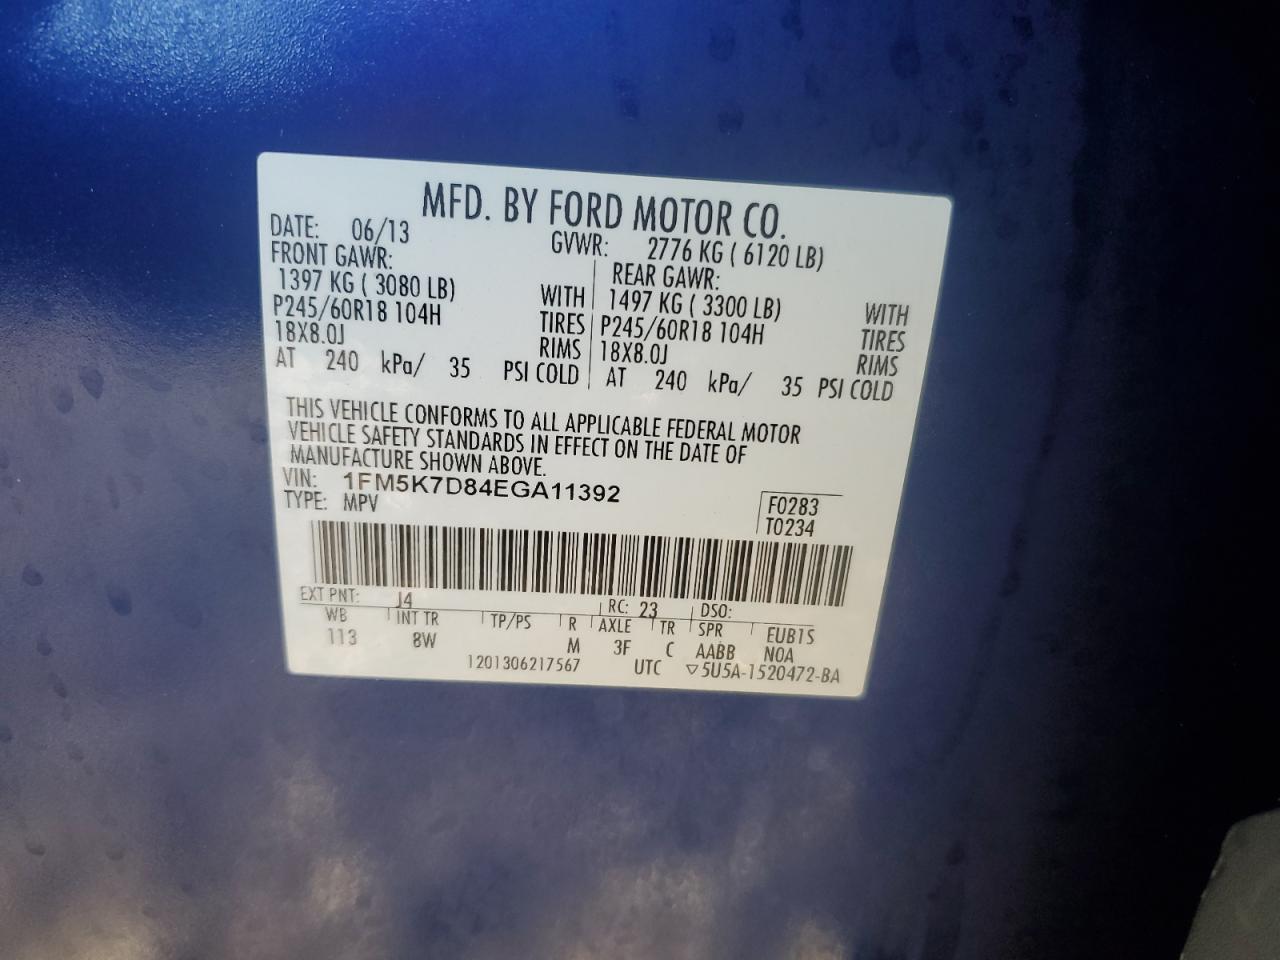 MFD. BY FORD MOTOR CO.
DATE: 06/13 GVWR: 2776 KG ( 6120 LB)
FRONT GAWR: REAR GAWR:
1397 KG ( 3080 LB) WITH 1497 KG ( 3300 LB) WITH
P245/60R18 104H TIRES P245/60R18 104H TIRES
18X8.0J RIMS 18X8.0J RIMS
AT 240 kPa/ 35 PSI COLD AT 240 kPa/ 35 PSI COLD
THIS VEHICLE CONFORMS TO ALL APPLICABLE FEDERAL MOTOR
VEHICLE SAFETY STANDARDS IN EFFECT ON THE DATE OF
MANUFACTURE SHOWN ABOVE.
VIN: 1FM5K7D84EGA11392
TYPE: MPV
F0283
T0234
EXT PNT: J4 RC: 23 DSO:
WB INT TR TP/PS R AXLE TR SPR EUB1S
113 8W M 3F C AABB NOA
1201306217567 UTC ▽5U5A-1520472-BA